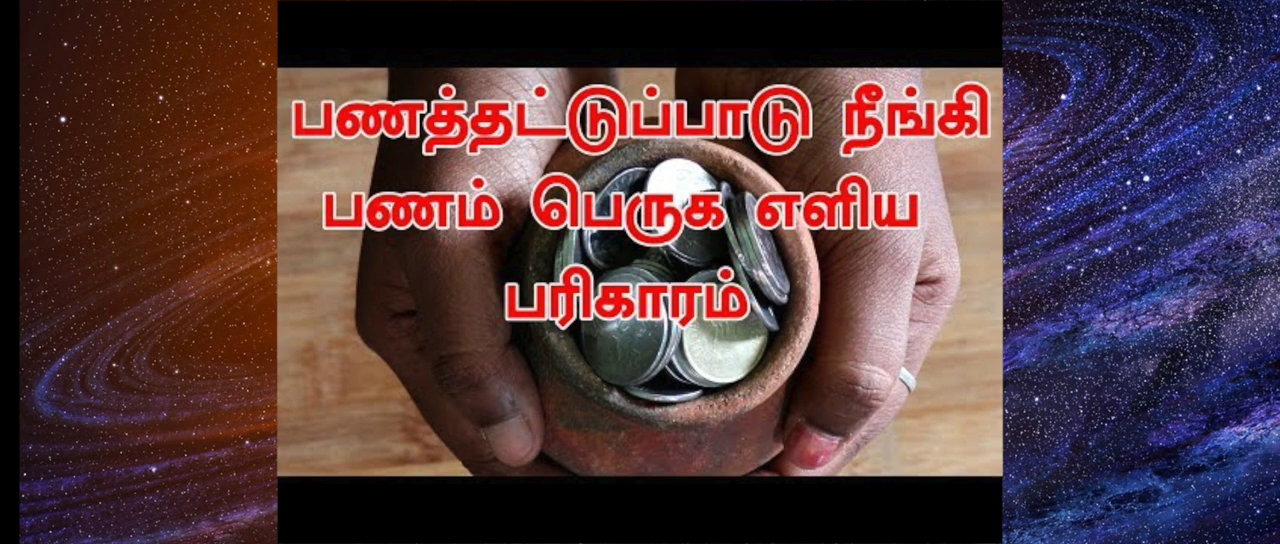 பணத்தட்டுப்பாடு நீங்கி
பணம் பெருக எளிய
பரிகாரம்